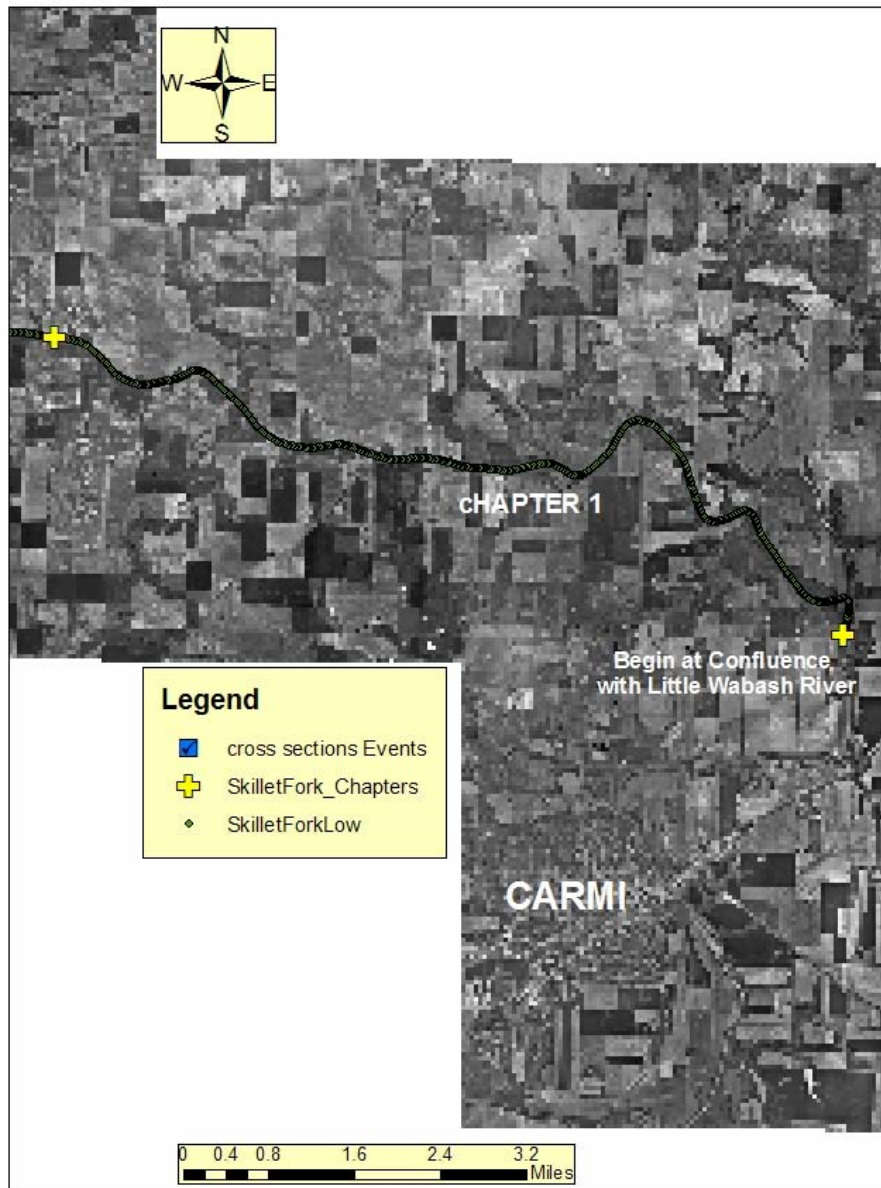 N
W E
S
cHAPTER 1
Begin at Confluence
with Little Wabash River
Legend
cross sections Events
SkilletFork_Chapters
SkilletForkLow
CARMI
0 0.4 0.8 1.6 2.4 3.2
Miles